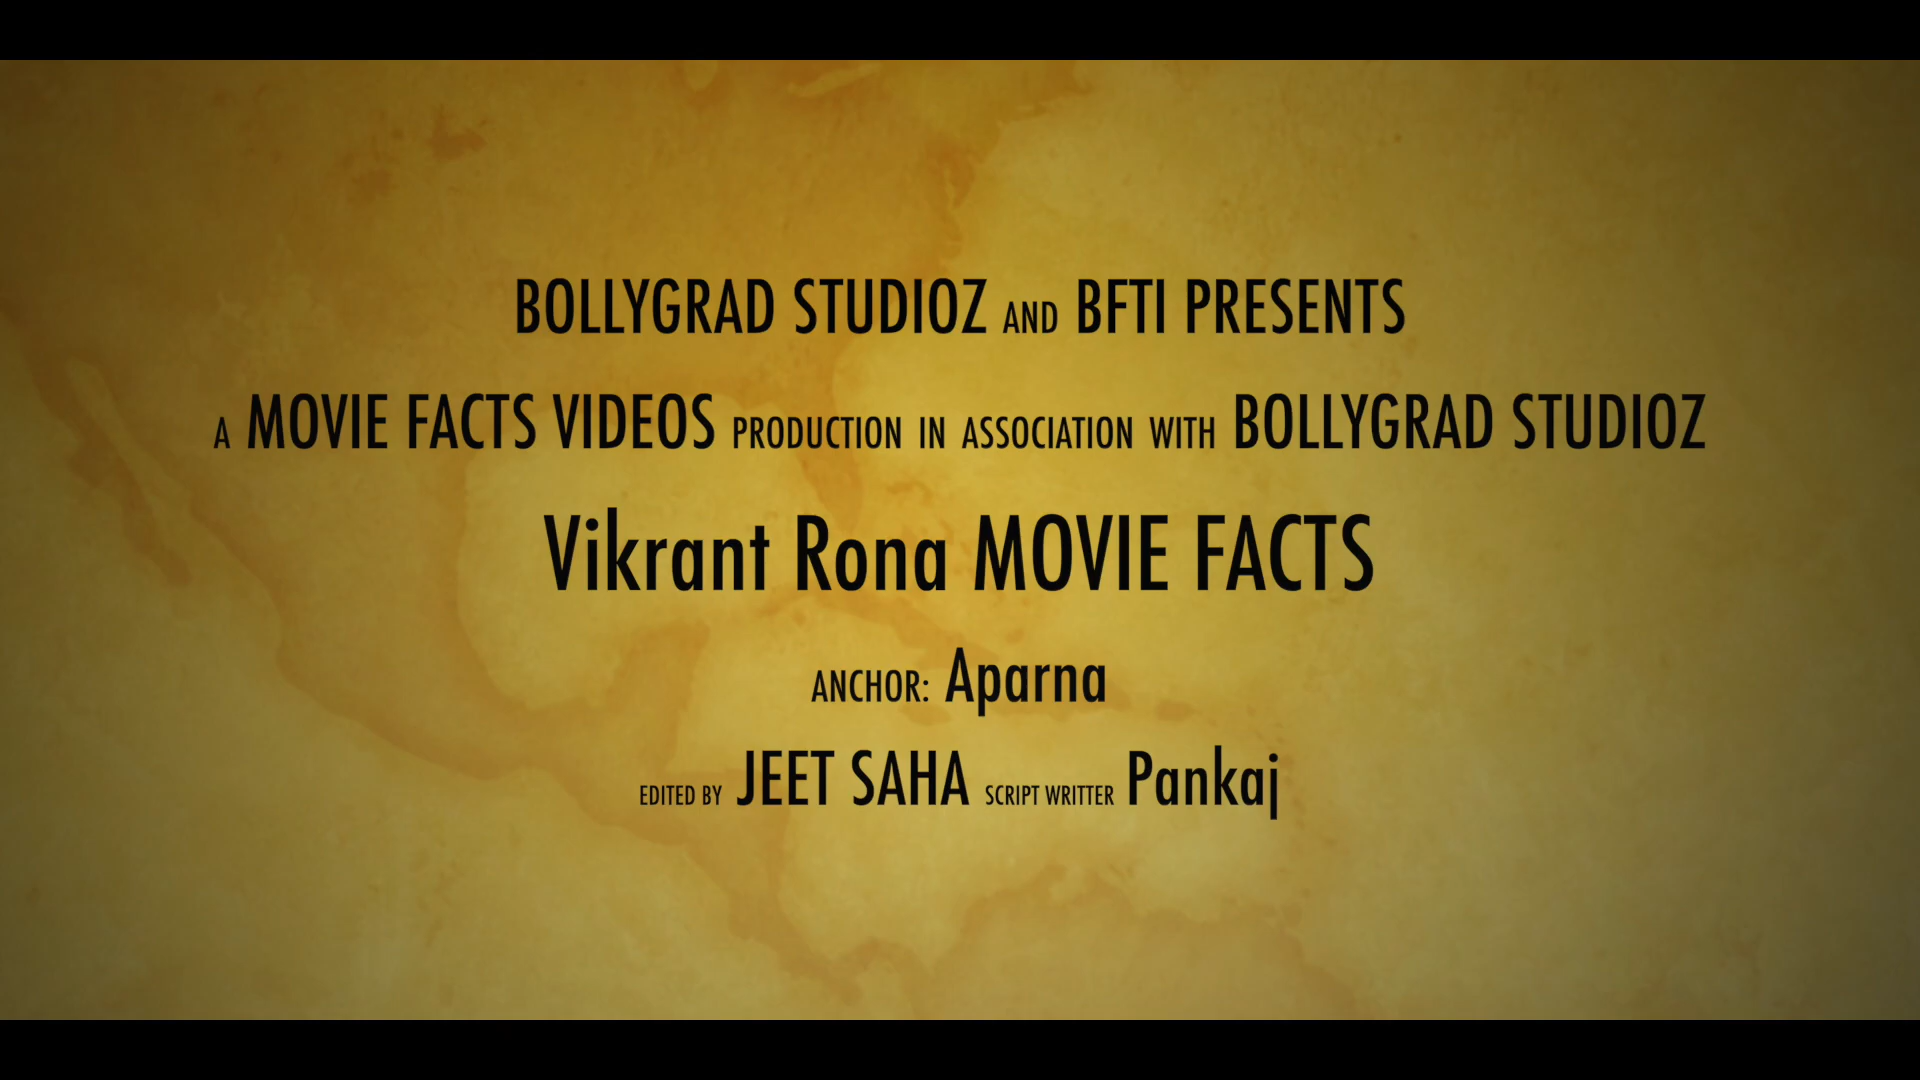 BOLLYGRAD STUDIOZ AND BFTI PRESENTS
A MOVIE FACTS VIDEOS PRODUCTION IN ASSOCIATION WITH BOLLYGRAD STUDIOZ
Vikrant Rona MOVIE FACTS
ANCHOR: Aparna
EDITED BY JEET SAHA SCRIPT WRITTER Pankaj